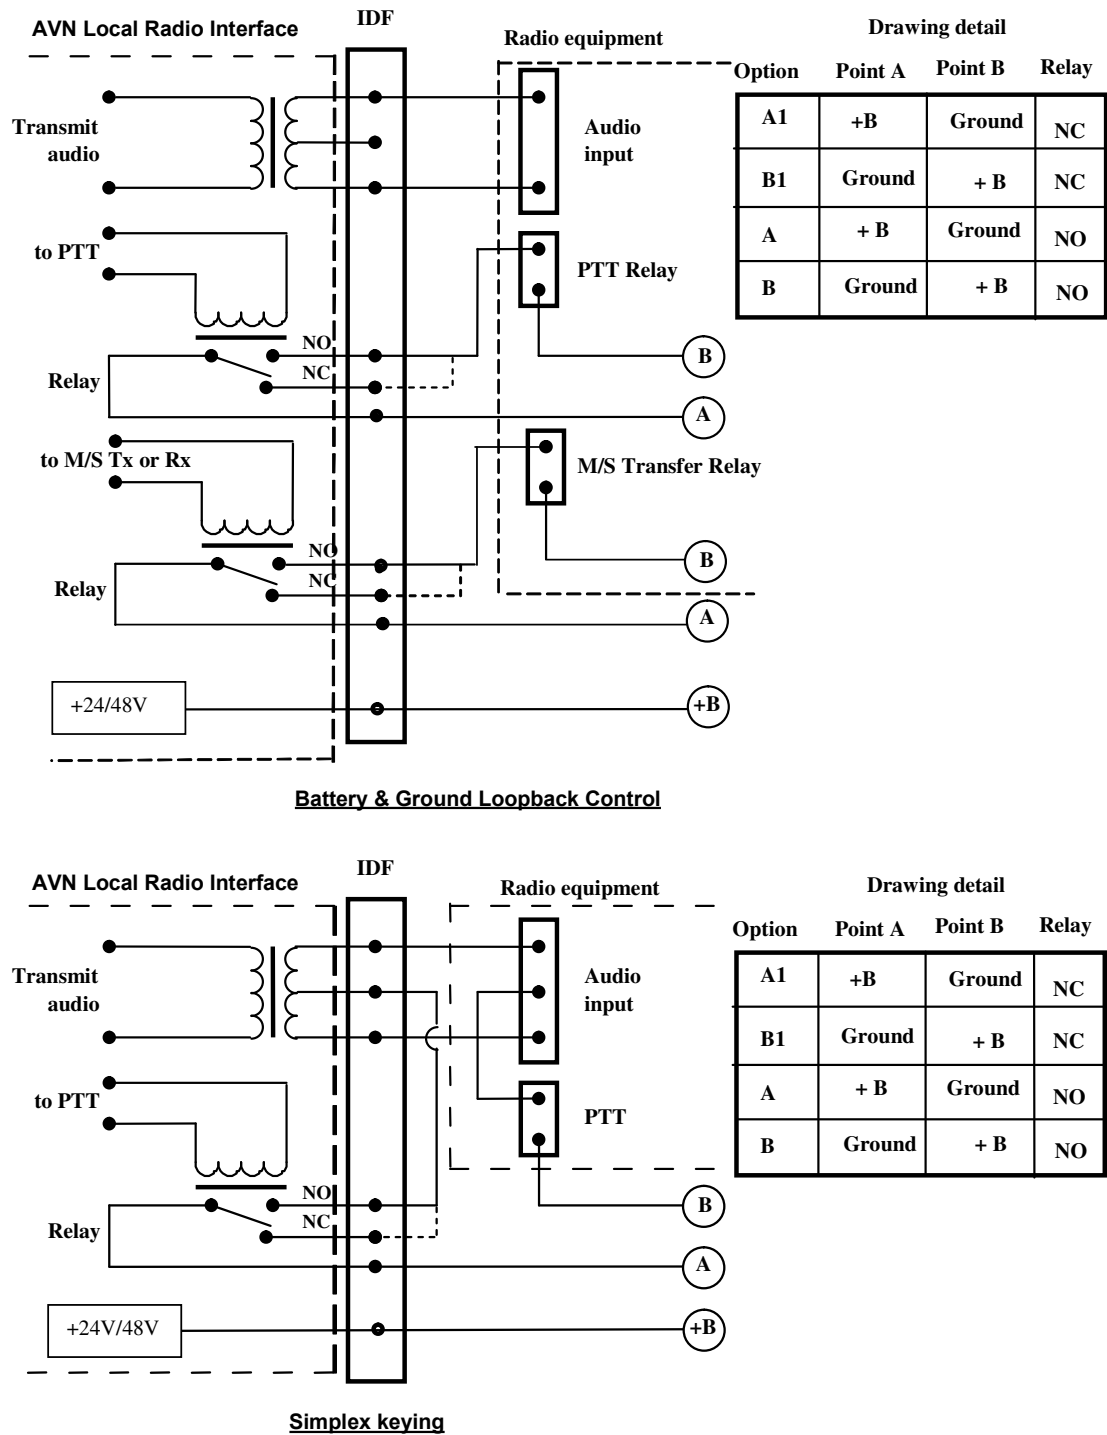 IDF
AVN Local Radio Interface
Radio equipment
Drawing detail
Option Point A Point B Relay
A1 +B Ground NC
B1 Ground + B NC
A + B Ground NO
B Ground + B NO
Transmit
audio
Audio
input
to PTT
PTT Relay
NO
NC
Relay
B
A
to M/S Tx or Rx
M/S Transfer Relay
NO
NC
Relay
B
A
+24/48V
+B
Battery & Ground Loopback Control
IDF
AVN Local Radio Interface
Radio equipment
Drawing detail
Option Point A Point B Relay
A1 +B Ground NC
B1 Ground + B NC
A + B Ground NO
B Ground + B NO
Transmit
audio
Audio
input
to PTT
PTT
NO
NC
Relay
B
A
+24V/48V
+B
Simplex keying